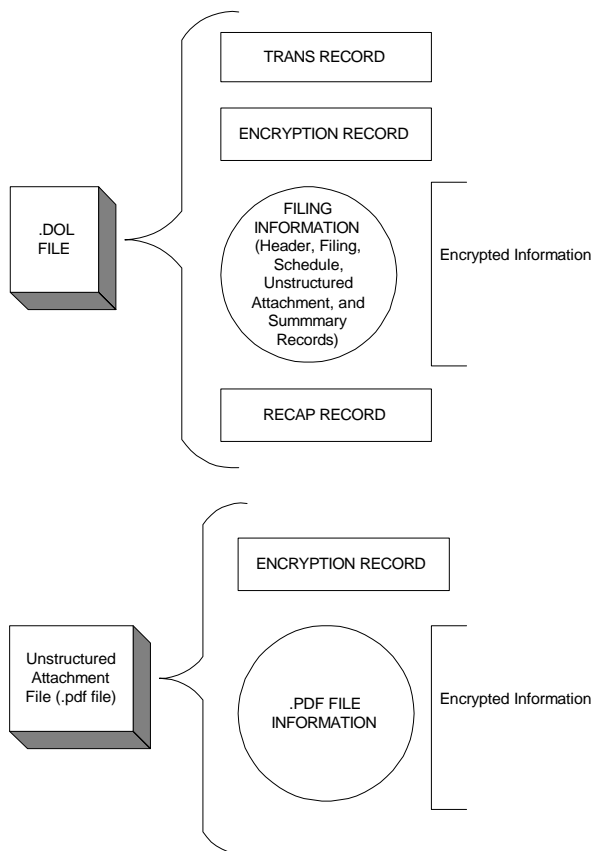 TRANS RECORD
ENCRYPTION RECORD
.DOL
FILE
FILING
INFORMATION
(Header, Filing,
Schedule,
Unstructured
Attachment, and
Summmary
Records)
Encrypted Information
RECAP RECORD
ENCRYPTION RECORD
Unstructured
Attachment
File (.pdf file)
.PDF FILE
INFORMATION
Encrypted Information